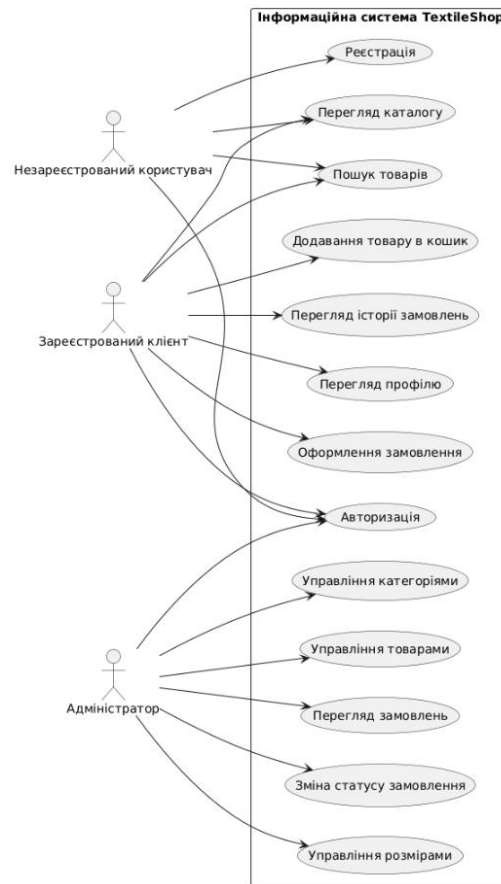 Інформаційна система TextileShop
Реєстрація
Перегляд каталогу
Незареєстрований користувач
Пошук товарів
Додавання товару в кошик
Перегляд історії замовлень
Зареєстрований клієнт
Перегляд профілю
Оформлення замовлення
Авторизація
Управління категоріями
Управління товарами
Адміністратор
Перегляд замовлень
Зміна статусу замовлення
Управління розмірами